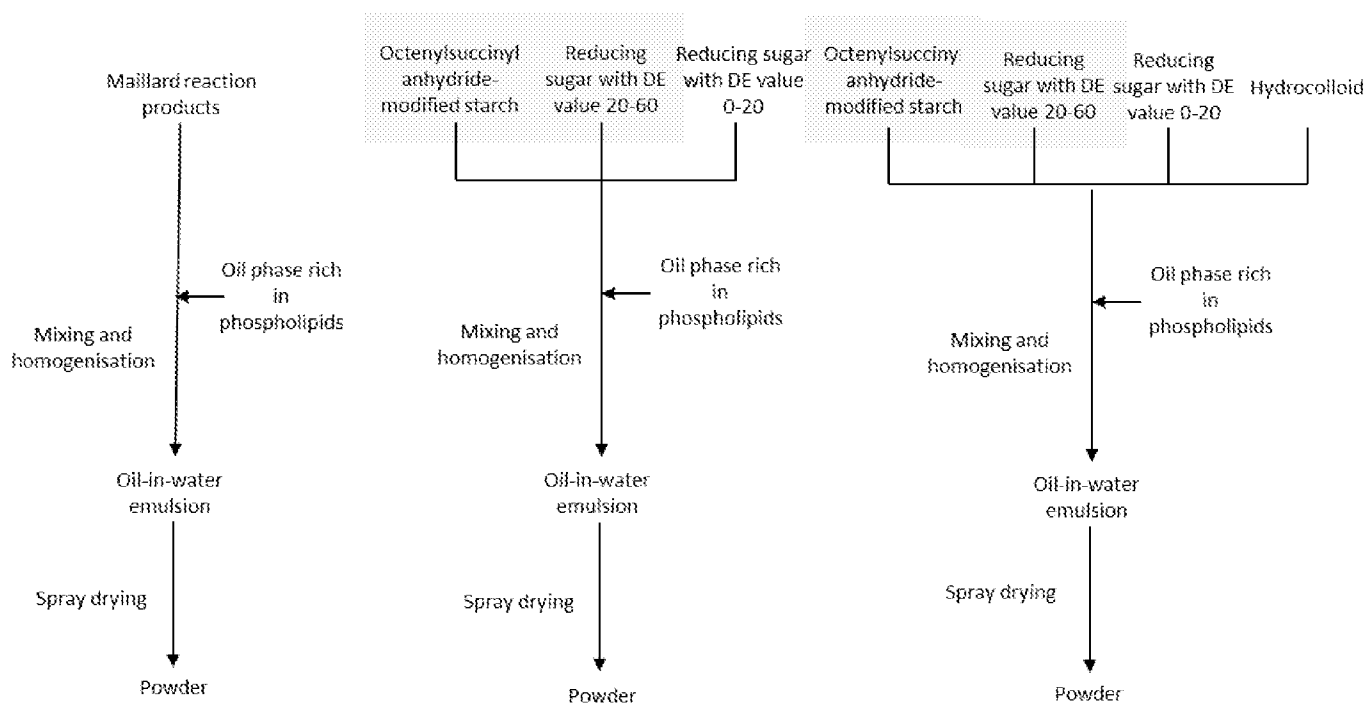 Maillard reaction
products
Oil phase rich
in
phospholipids
Mixing and
homogenisation
Oil-in-water
emulsion
Spray drying
Powder
Octenylsuccinyl
anhydride-
modified starch
Reducing
sugar with DE
value 20-60
Reducing sugar
with DE value
0-20
Oil phase rich
in
phospholipids
Mixing and
homogenisation
Oil-in-water
emulsion
Spray drying
Powder
Octenylsucciny
anhydride-
modified starch
Reducing
sugar with DE
value 20-60
Reducing
sugar with DE
value 0-20
Hydrocolloid
Oil phase rich
in
phospholipids
Mixing and
homogenisation
Oil-in-water
emulsion
Spray drying
Powder